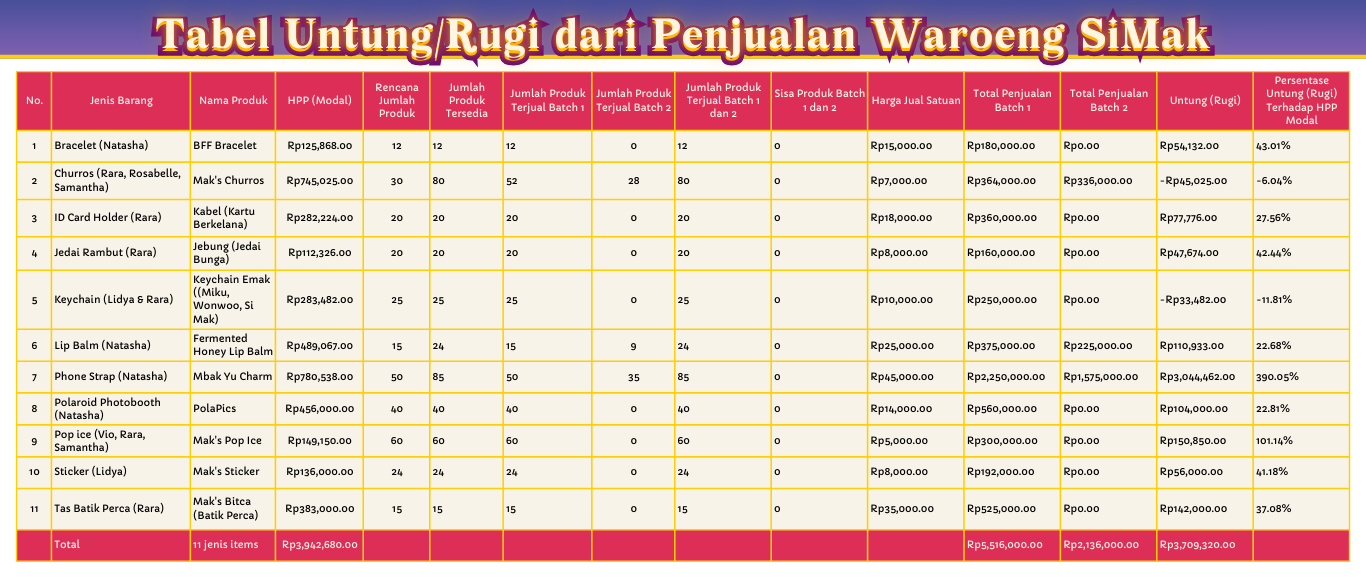 Tabel Untung/Rugi dari Penjualan Waroeng SiMak
No. Jenis Barang Nama Produk HPP (Modal) Rencana Jumlah Produk Jumlah Produk Tersedia Jumlah Produk Terjual Batch 1 Jumlah Produk Terjual Batch 2 Jumlah Produk Terjual Batch 1 dan 2 Sisa Produk Batch 1 dan 2 Harga Jual Satuan Total Penjualan Batch 1 Total Penjualan Batch 2 Untung (Rugi) Persentase Untung (Rugi) Terhadap HPP Modal
1 Bracelet (Natasha) BFF Bracelet Rp125,868.00 12 12 12 0 12 0 Rp15,000.00 Rp180,000.00 Rp0.00 Rp54,132.00 43.01%
2 Churros (Rara, Rosabelle, Samantha) Mak's Churros Rp745,025.00 30 80 52 28 80 0 Rp7,000.00 Rp364,000.00 Rp336,000.00 -Rp45,025.00 -6.04%
3 ID Card Holder (Rara) Kabel (Kartu Berkelana) Rp282,224.00 20 20 20 0 20 0 Rp18,000.00 Rp360,000.00 Rp0.00 Rp77,776.00 27.56%
4 Jedai Rambut (Rara) Jebung (Jedai Bunga) Rp112,326.00 20 20 20 0 20 0 Rp8,000.00 Rp160,000.00 Rp0.00 Rp47,674.00 42.44%
5 Keychain (Lidya & Rara) Keychain Emak ((Miku, Wonwoo, Si Mak) Rp283,482.00 25 25 25 0 25 0 Rp10,000.00 Rp250,000.00 Rp0.00 -Rp33,482.00 -11.81%
6 Lip Balm (Natasha) Fermented Honey Lip Balm Rp489,067.00 15 24 15 9 24 0 Rp25,000.00 Rp375,000.00 Rp225,000.00 Rp110,933.00 22.68%
7 Phone Strap (Natasha) Mbak Yu Charm Rp780,538.00 50 85 50 35 85 0 Rp45,000.00 Rp2,250,000.00 Rp1,575,000.00 Rp3,044,462.00 390.05%
8 Polaroid Photobooth (Natasha) PolaPics Rp456,000.00 40 40 40 0 40 0 Rp14,000.00 Rp560,000.00 Rp0.00 Rp104,000.00 22.81%
9 Pop ice (Vio, Rara, Samantha) Mak's Pop Ice Rp149,150.00 60 60 60 0 60 0 Rp5,000.00 Rp300,000.00 Rp0.00 Rp150,850.00 101.14%
10 Sticker (Lidya) Mak's Sticker Rp136,000.00 24 24 24 0 24 0 Rp8,000.00 Rp192,000.00 Rp0.00 Rp56,000.00 41.18%
11 Tas Batik Perca (Rara) Mak's Bitca (Batik Perca) Rp383,000.00 15 15 15 0 15 0 Rp35,000.00 Rp525,000.00 Rp0.00 Rp142,000.00 37.08%
Total 11 jenis items Rp3,942,680.00 Rp5,516,000.00 Rp2,136,000.00 Rp3,709,320.00